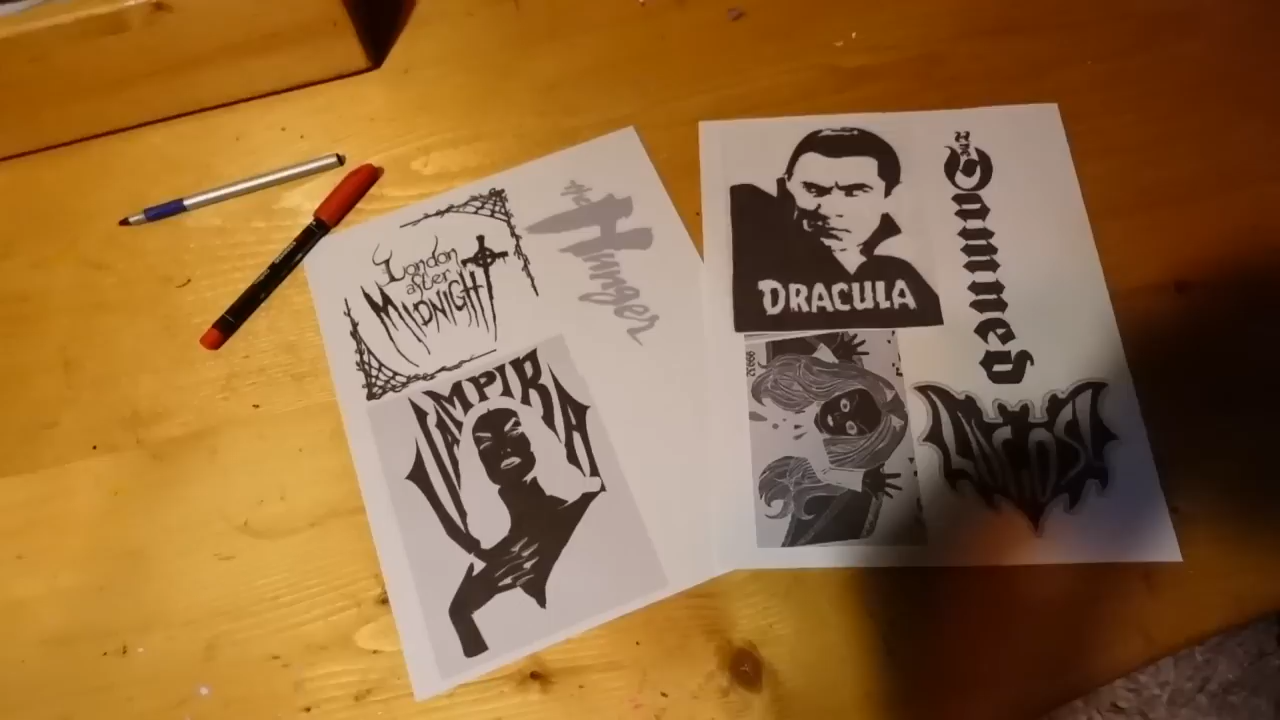 London
after
MIDNIGHT
the
Hunger
VAMPIRA
DRACULA
The
Damned